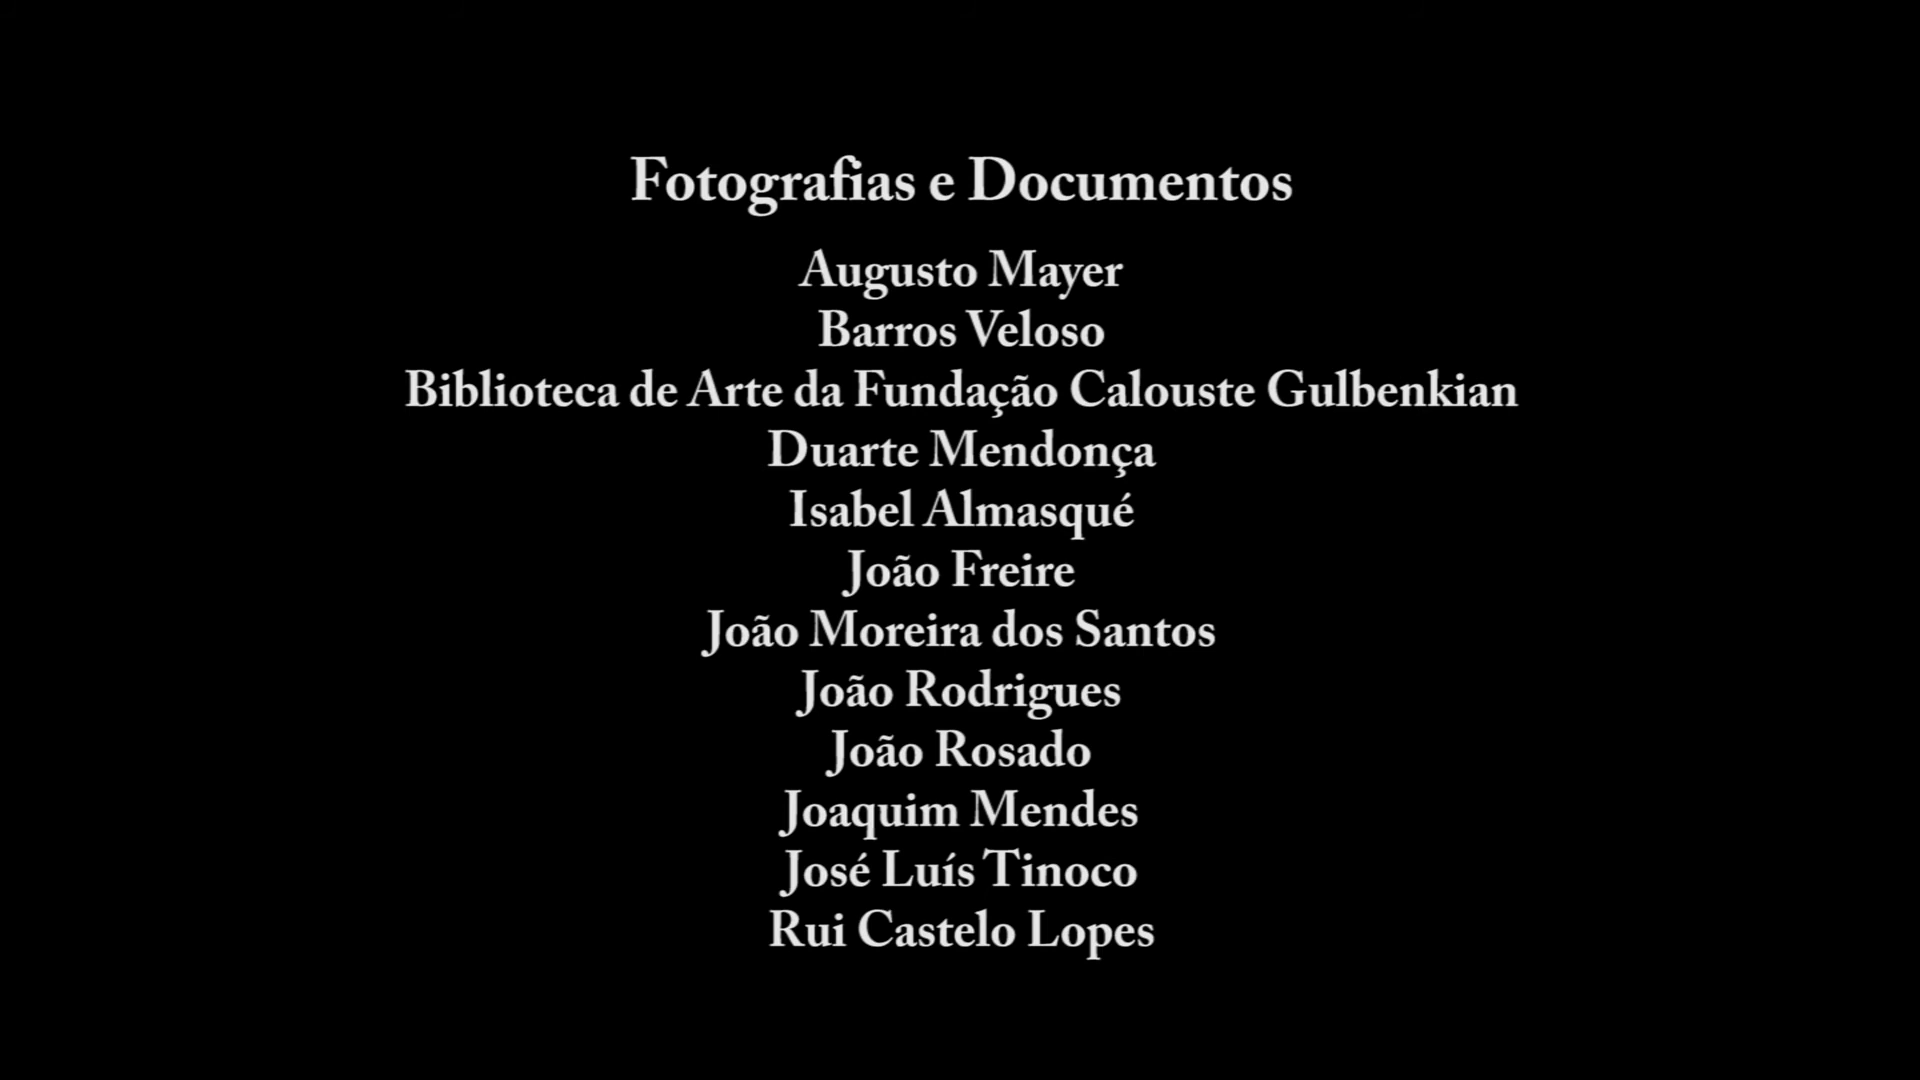 Fotografias e Documentos
Augusto Mayer
Barros Veloso
Biblioteca de Arte da Fundação Calouste Gulbenkian
Duarte Mendonça
Isabel Almasqué
João Freire
João Moreira dos Santos
João Rodrigues
João Rosado
Joaquim Mendes
José Luís Tinoco
Rui Castelo Lopes